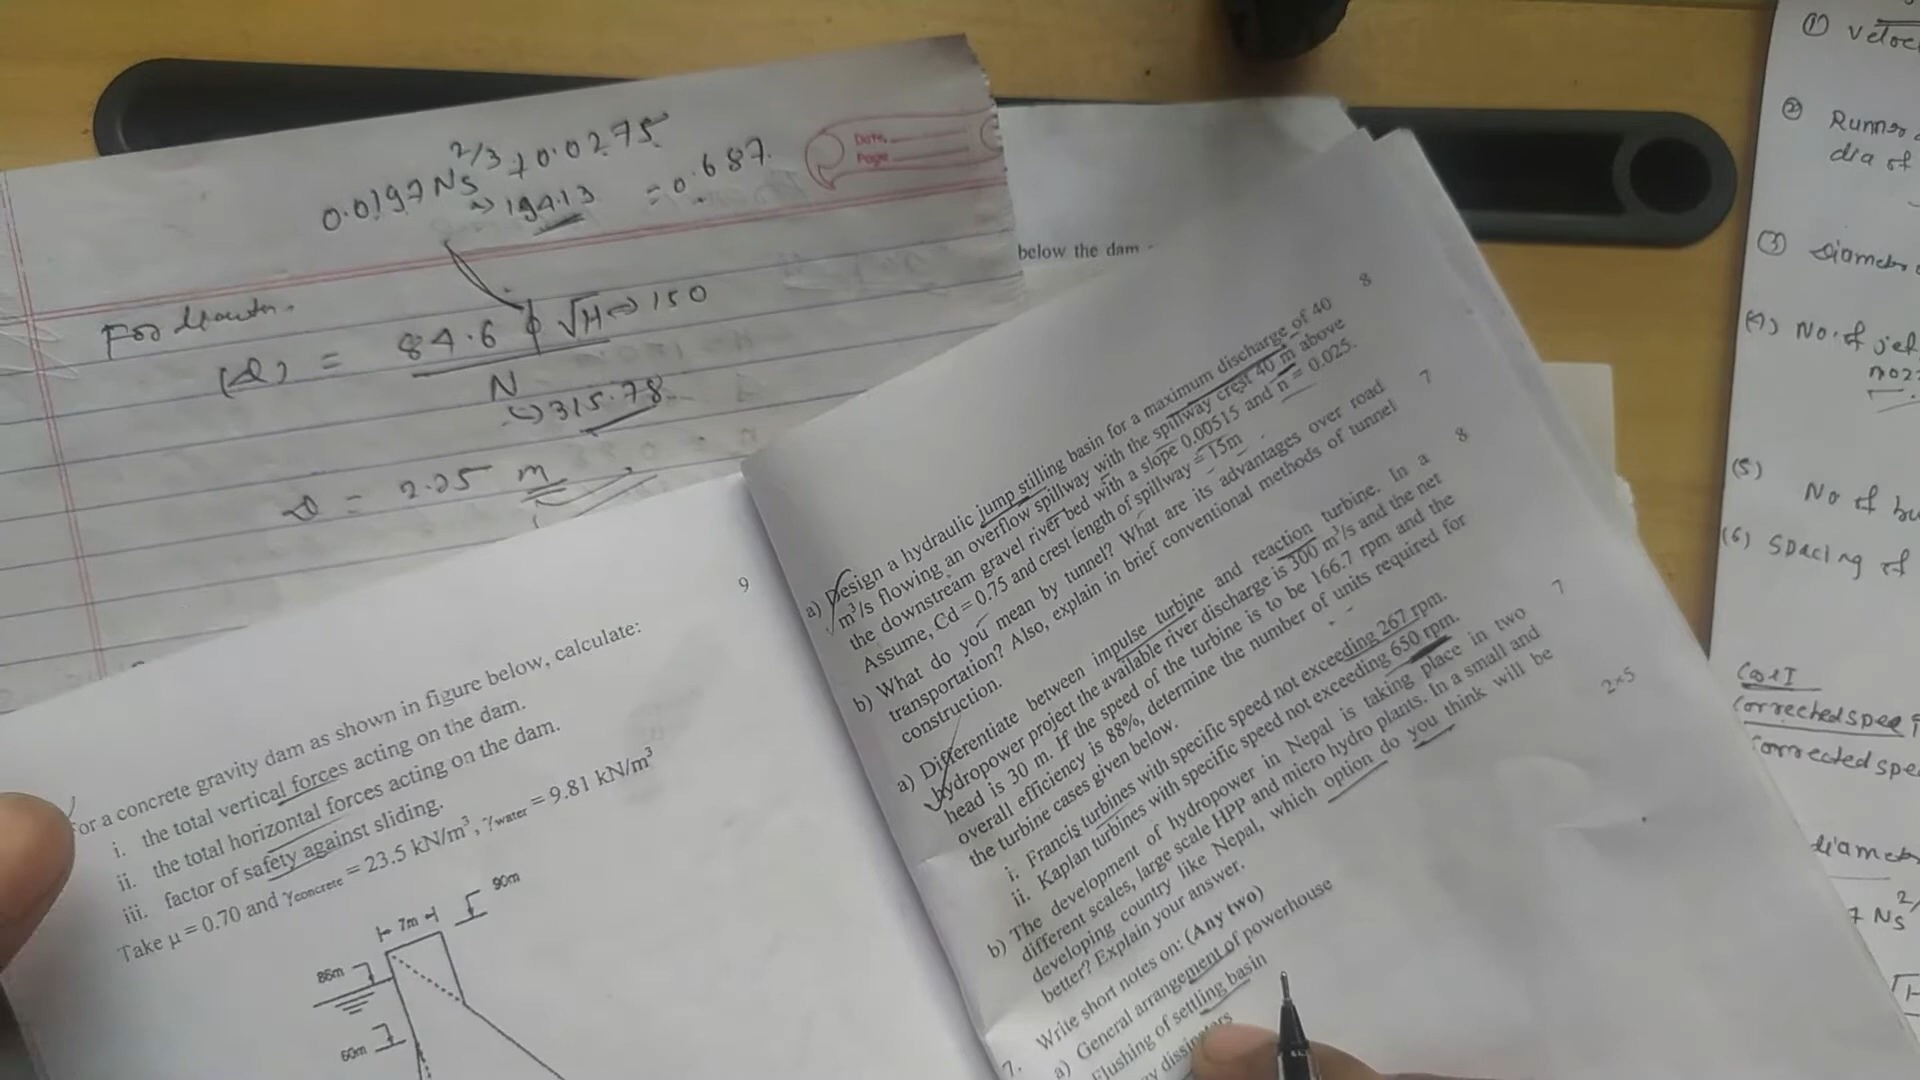 0.0197 Ns^2/3 + 0.0275
→ 194.13 = 0.687.
Date
Page
(d) = 84.6 ϕ √H → 150
N
→ 315.78
D = 2.25 m
below the dam
8
a) Design a hydraulic jump stilling basin for a maximum discharge of 40
m³/s flowing an overflow spillway with the spillway crest 40 m above
the downstream gravel river bed with a slope 0.00515 and n = 0.025.
Assume, Cd = 0.75 and crest length of spillway = 15m
7
b) What do you mean by tunnel? What are its advantages over road
transportation? Also, explain in brief conventional methods of tunnel
construction.
8
a) Differentiate between impulse turbine and reaction turbine. In a
hydropower project the available river discharge is 300 m³/s and the net
head is 30 m. If the speed of the turbine is to be 166.7 rpm and the
overall efficiency is 88%, determine the number of units required for
the turbine cases given below.
i. Francis turbines with specific speed not exceeding 267 rpm.
ii. Kaplan turbines with specific speed not exceeding 650 rpm.
7
b) The development of hydropower in Nepal is taking place in two
different scales, large scale HPP and micro hydro plants. In a small and
developing country like Nepal, which option do you think will be
better? Explain your answer.
2×5
7. Write short notes on: (Any two)
a) General arrangement of powerhouse
Flushing of settling basin
9
or a concrete gravity dam as shown in figure below, calculate:
i. the total vertical forces acting on the dam.
ii. the total horizontal forces acting on the dam.
iii. factor of safety against sliding.
Take μ = 0.70 and γconcrete = 23.5 kN/m³, γwater = 9.81 kN/m³
7m
90m
86m
60m
(1) Veloc
(2) Runner
dia of
(3) Diamete
(4) No. of jet
noz
(5) No of bu
(6) Spacing of
Case I
Corrected spee
Corrected spe
diamete
7 Ns^2/